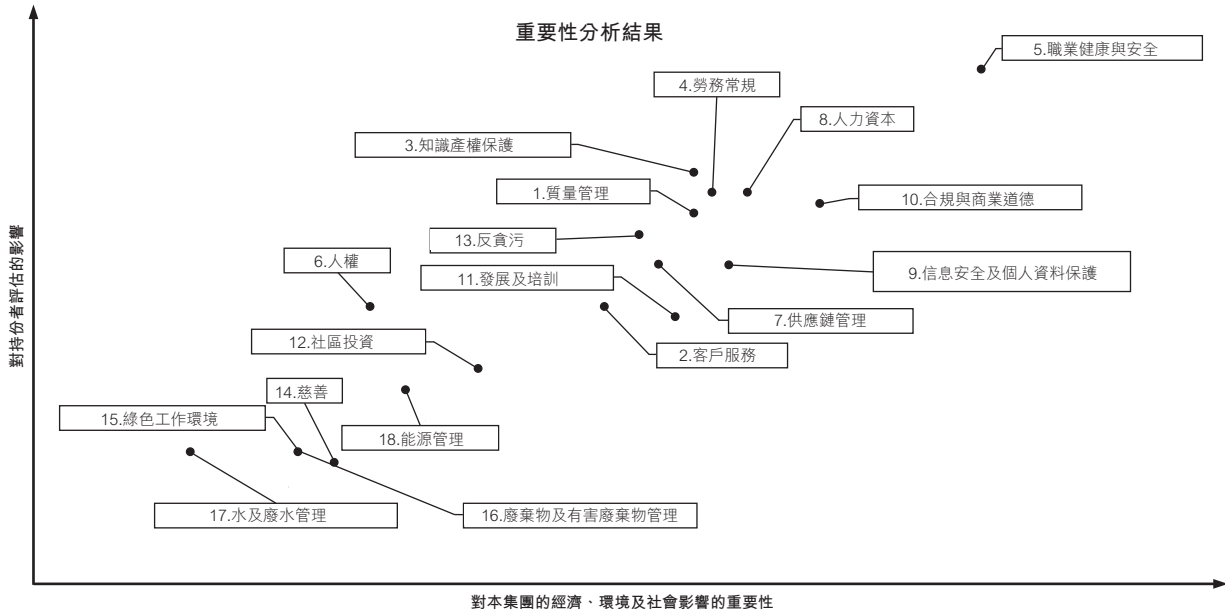 重要性分析結果
5.職業健康與安全
4.勞務常規
8.人力資本
3.知識產權保護
1.質量管理
10.合規與商業道德
13.反貪污
6.人權
9.信息安全及個人資料保護
11.發展及培訓
7.供應鏈管理
12.社區投資
2.客戶服務
14.慈善
15.綠色工作環境
18.能源管理
17.水及廢水管理
16.廢棄物及有害廢棄物管理
對持份者評估的影響
對本集團的經濟、環境及社會影響的重要性